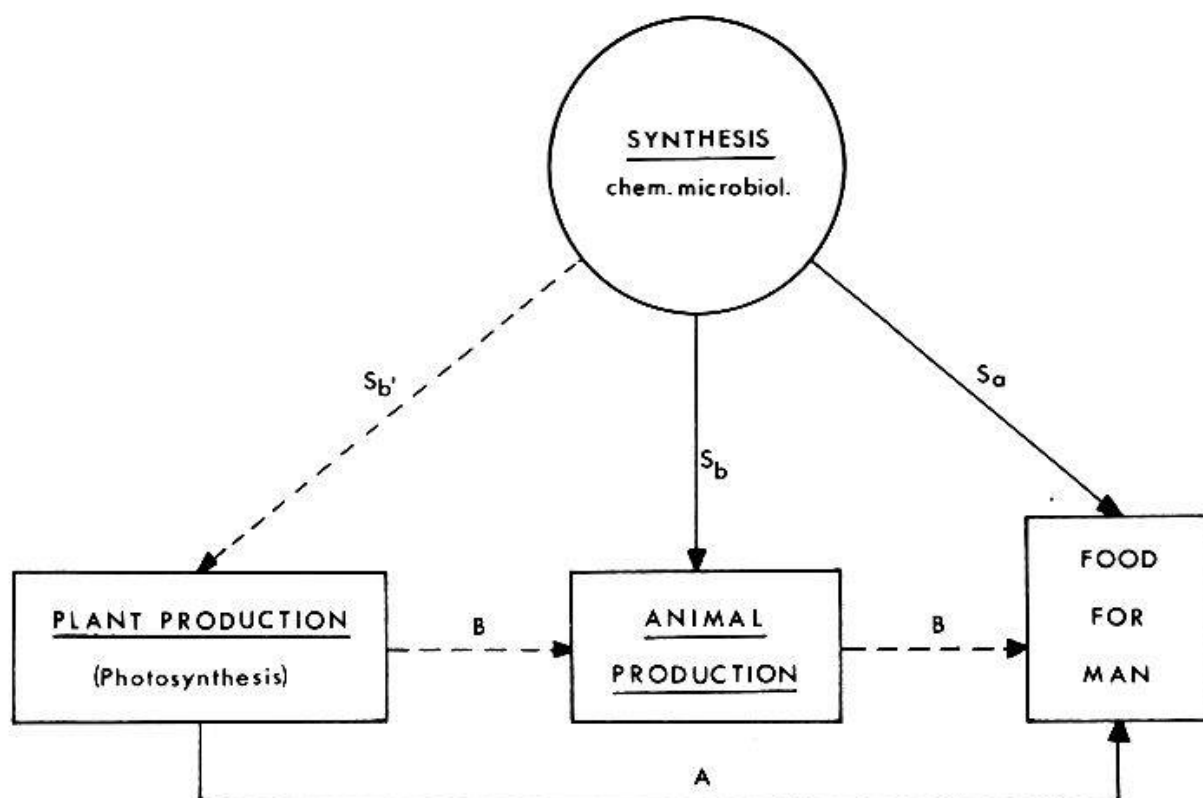 SYNTHESIS
chem. microbiol.
Sb'
Sb
Sa
PLANT PRODUCTION
(Photosynthesis)
B
ANIMAL
PRODUCTION
B
FOOD
FOR
MAN
A